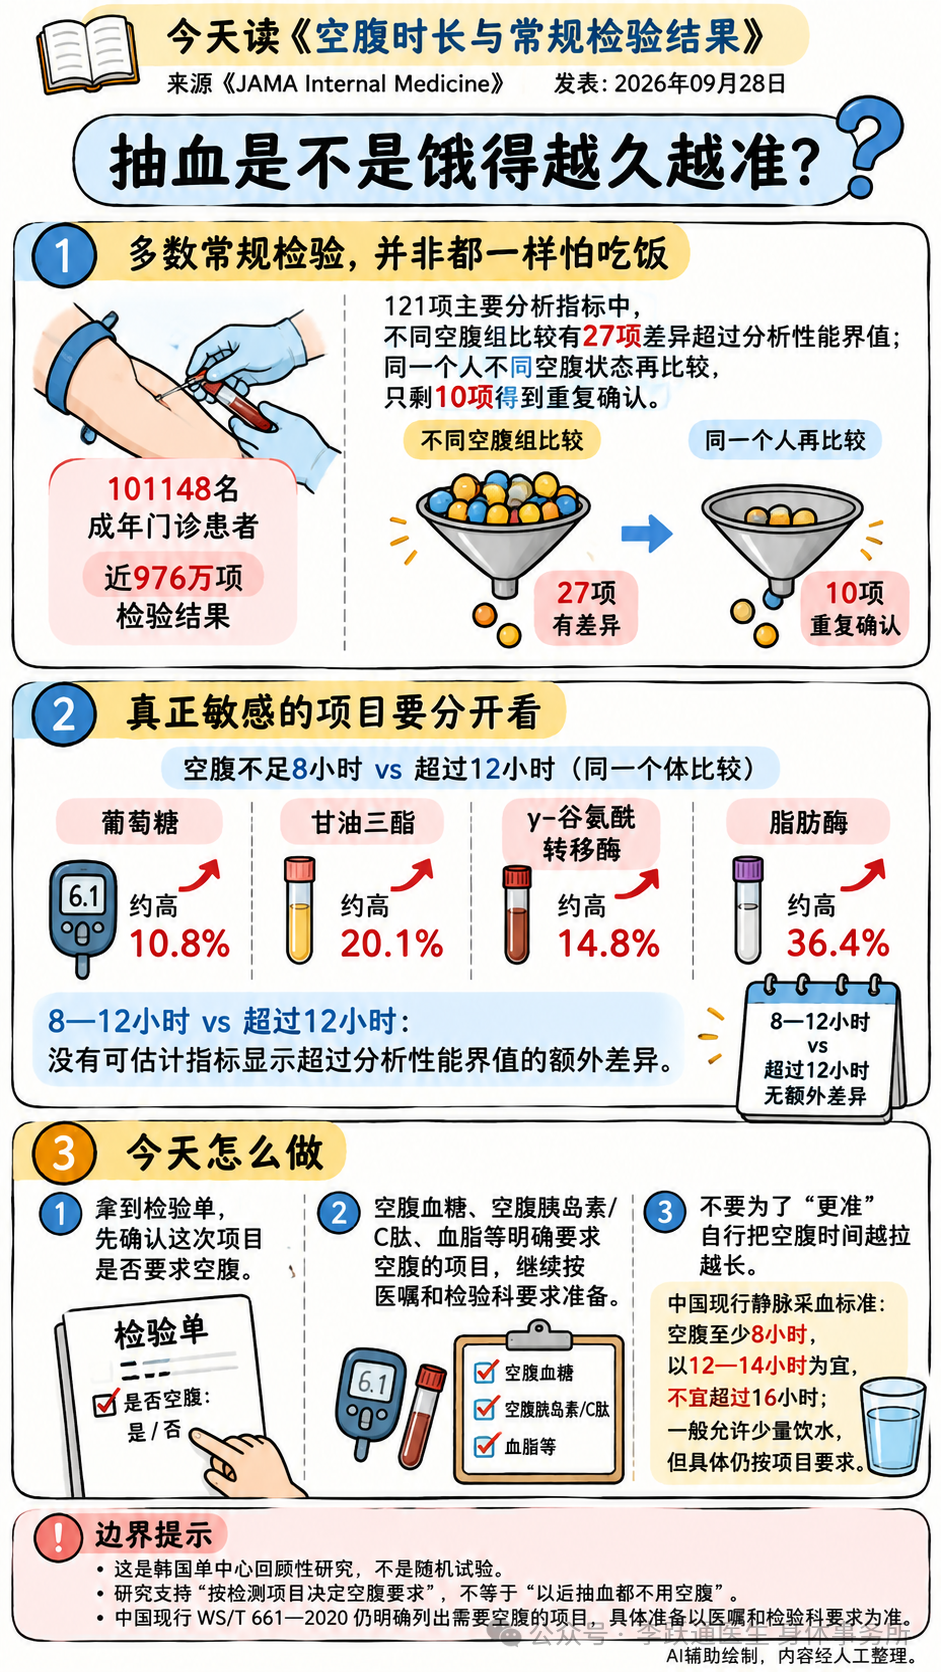 今天读《空腹时长与常规检验结果》
来源《JAMA Internal Medicine》 发表: 2026年09月28日
抽血是不是饿得越久越准?
1 多数常规检验, 并非都一样怕吃饭
121项主要分析指标中,
不同空腹组比较有27项差异超过分析性能界值;
同一个人不同空腹状态再比较,
只剩10项得到重复确认。
101148名
成年门诊患者
近976万项
检验结果
不同空腹组比较
同一个人再比较
27项
有差异
10项
重复确认
2 真正敏感的项目要分开看
空腹不足8小时 vs 超过12小时 (同一个体比较)
葡萄糖
6.1
约高
10.8%
甘油三酯
约高
20.1%
γ-谷氨酰
转移酶
约高
14.8%
脂肪酶
约高
36.4%
8—12小时 vs 超过12小时:
没有可估计指标显示超过分析性能界值的额外差异。
8—12小时
vs
超过12小时
无额外差异
3 今天怎么做
1 拿到检验单,
先确认这次项目
是否要求空腹。
检验单
是否空腹:
是 / 否
2 空腹血糖、空腹胰岛素/
C肽、血脂等明确要求
空腹的项目, 继续按
医嘱和检验科要求准备。
6.1
空腹血糖
空腹胰岛素/C肽
血脂等
3 不要为了“更准”
自行把空腹时间越拉
越长。
中国现行静脉采血标准:
空腹至少8小时,
以12—14小时为宜,
不宜超过16小时;
一般允许少量饮水,
但具体仍按项目要求。
! 边界提示
• 这是韩国单中心回顾性研究, 不是随机试验。
• 研究支持“按检测项目决定空腹要求”, 不等于“以后抽血都不用空腹”。
• 中国现行 WS/T 661—2020 仍明确列出需要空腹的项目, 具体准备以医嘱和检验科要求为准。
公众号 · 李跃通医生 身体事务所
AI辅助绘制, 内容经人工整理。